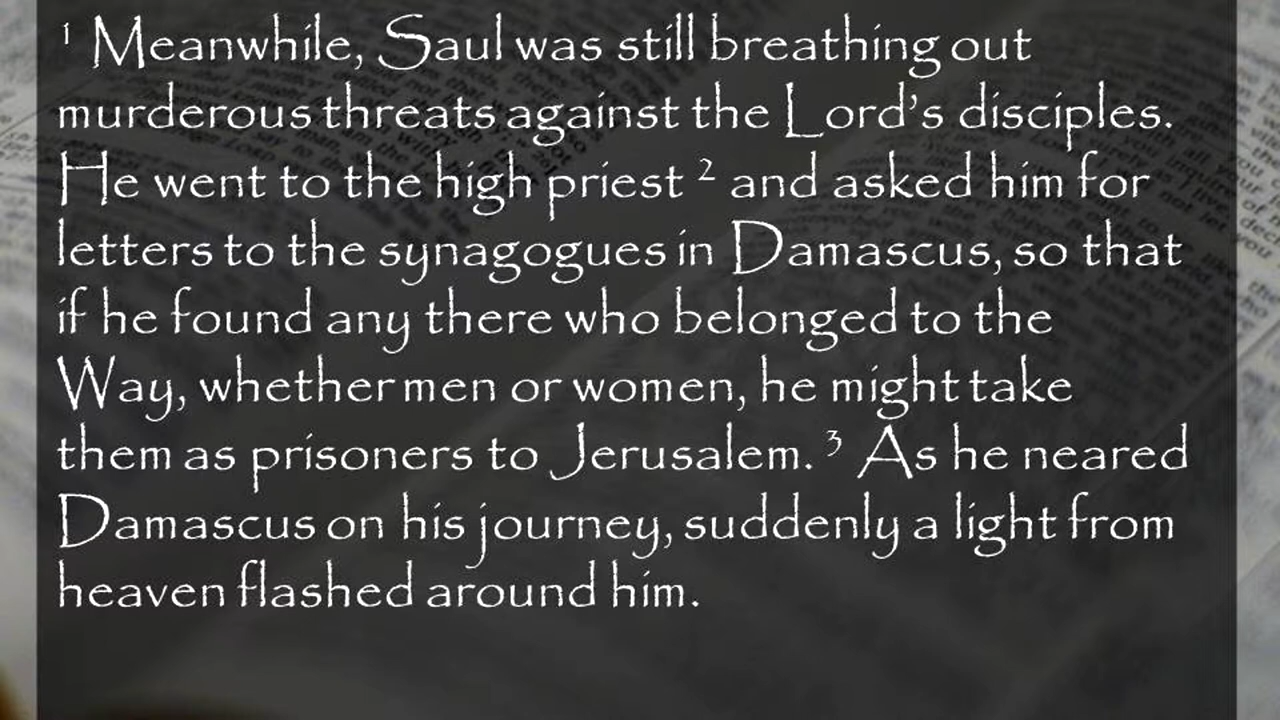 ¹ Meanwhile, Saul was still breathing out
murderous threats against the Lord’s disciples.
He went to the high priest ² and asked him for
letters to the synagogues in Damascus, so that
if he found any there who belonged to the
Way, whether men or women, he might take
them as prisoners to Jerusalem. ³ As he neared
Damascus on his journey, suddenly a light from
heaven flashed around him.